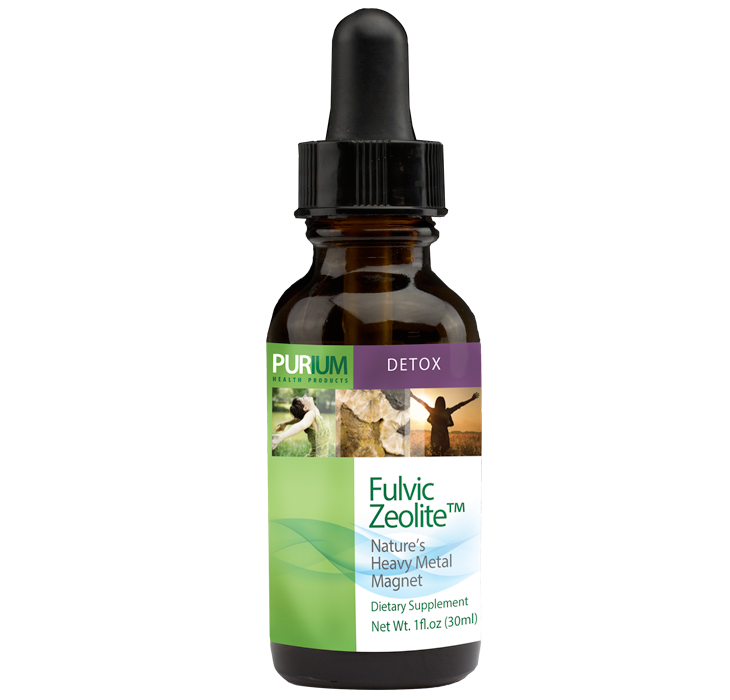 PURIUM
HEALTH PRODUCTS
DETOX
Fulvic
Zeolite™
Nature's
Heavy Metal
Magnet
Dietary Supplement
Net Wt. 1fl.oz (30ml)